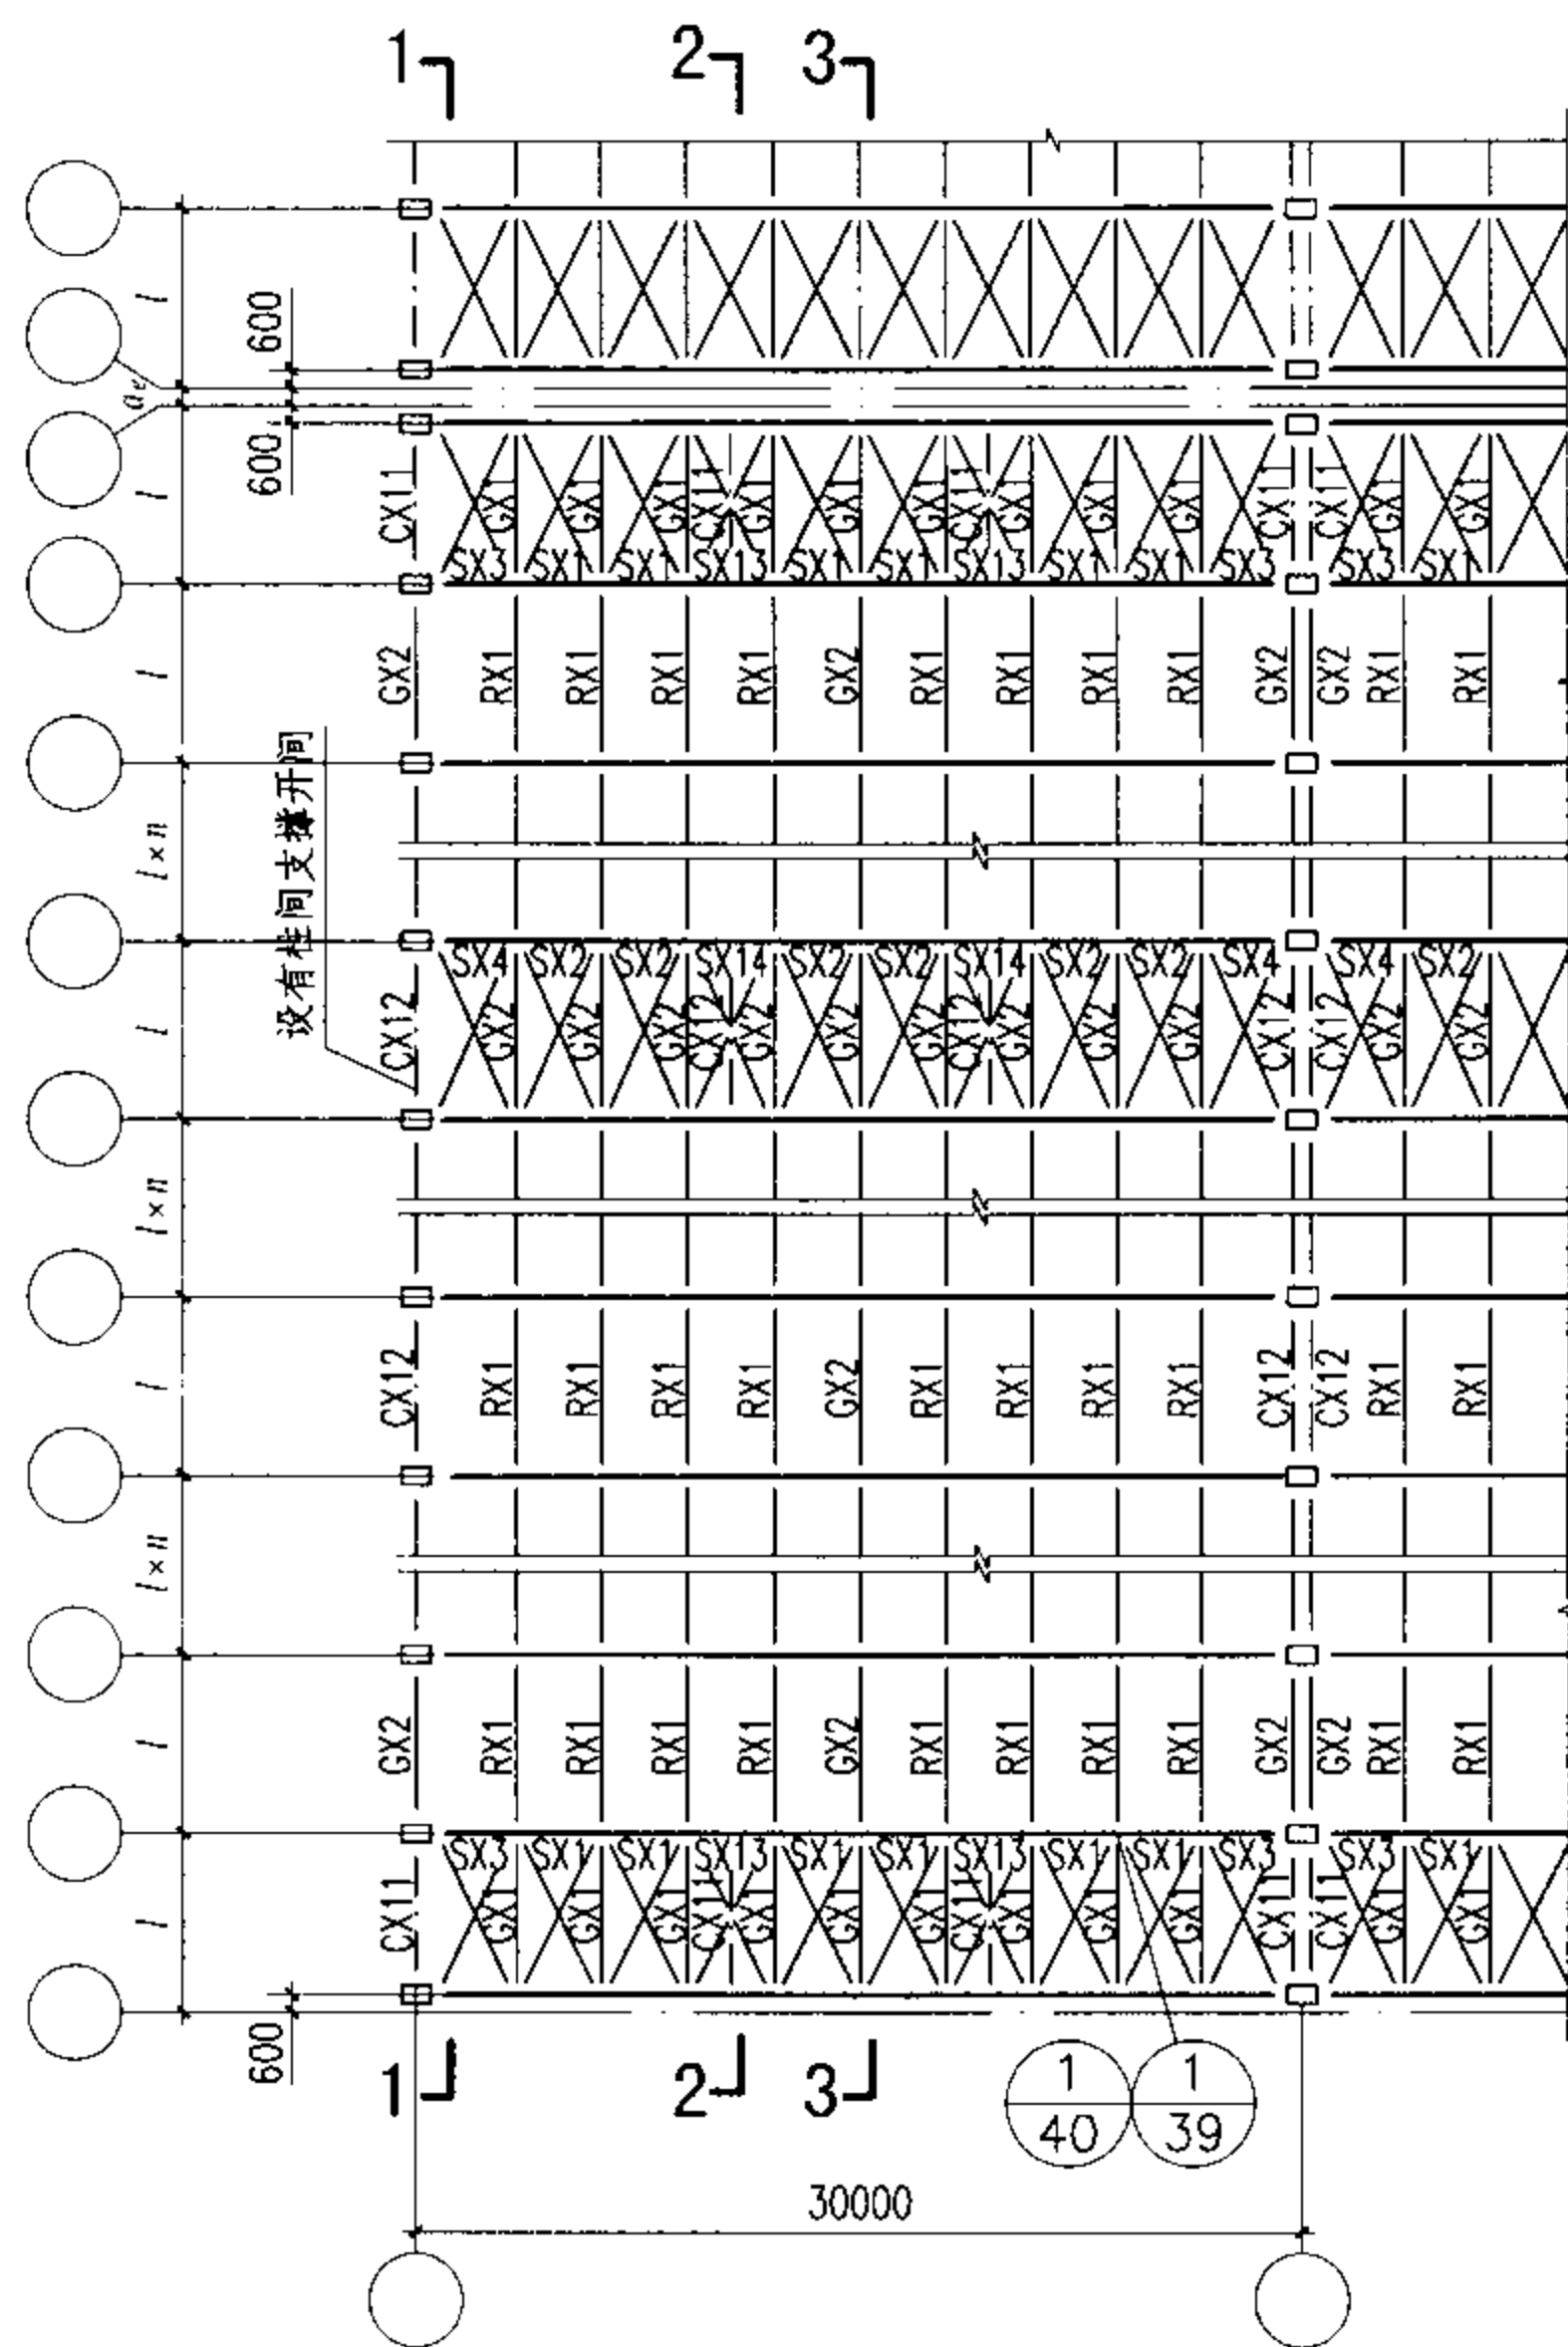 1 2 3
l
600
a_e
600
l
CX11 GX1 GX1 GX1 CX11 GX1 GX1 GX1 CX11 GX1 GX1 GX1 CX11 CX11 GX1 GX1
SX3 SX1 SX1 SX13 SX1 SX1 SX13 SX1 SX1 SX3 SX3 SX1
l
GX2 RX1 RX1 RX1 RX1 GX2 RX1 RX1 RX1 RX1 GX2 GX2 RX1 RX1
设有柱间支撑开间
l×n
SX4 SX2 SX2 SX14 SX2 SX2 SX14 SX2 SX2 SX4 SX4 SX2
l
CX12 GX2 GX2 GX2 CX12 GX2 GX2 GX2 CX12 GX2 GX2 GX2 CX12 CX12 GX2 GX2
l×n
l
CX12 RX1 RX1 RX1 RX1 GX2 RX1 RX1 RX1 RX1 CX12 CX12 RX1 RX1
l×n
l
GX2 RX1 RX1 RX1 RX1 GX2 RX1 RX1 RX1 RX1 GX2 GX2 RX1 RX1
SX3 SX1 SX1 SX13 SX1 SX1 SX13 SX1 SX1 SX3 SX3 SX1
l
CX11 GX1 GX1 GX1 CX11 GX1 GX1 GX1 CX11 GX1 GX1 GX1 CX11 CX11 GX1 GX1
600
1 2 3
1 1
40 39
30000